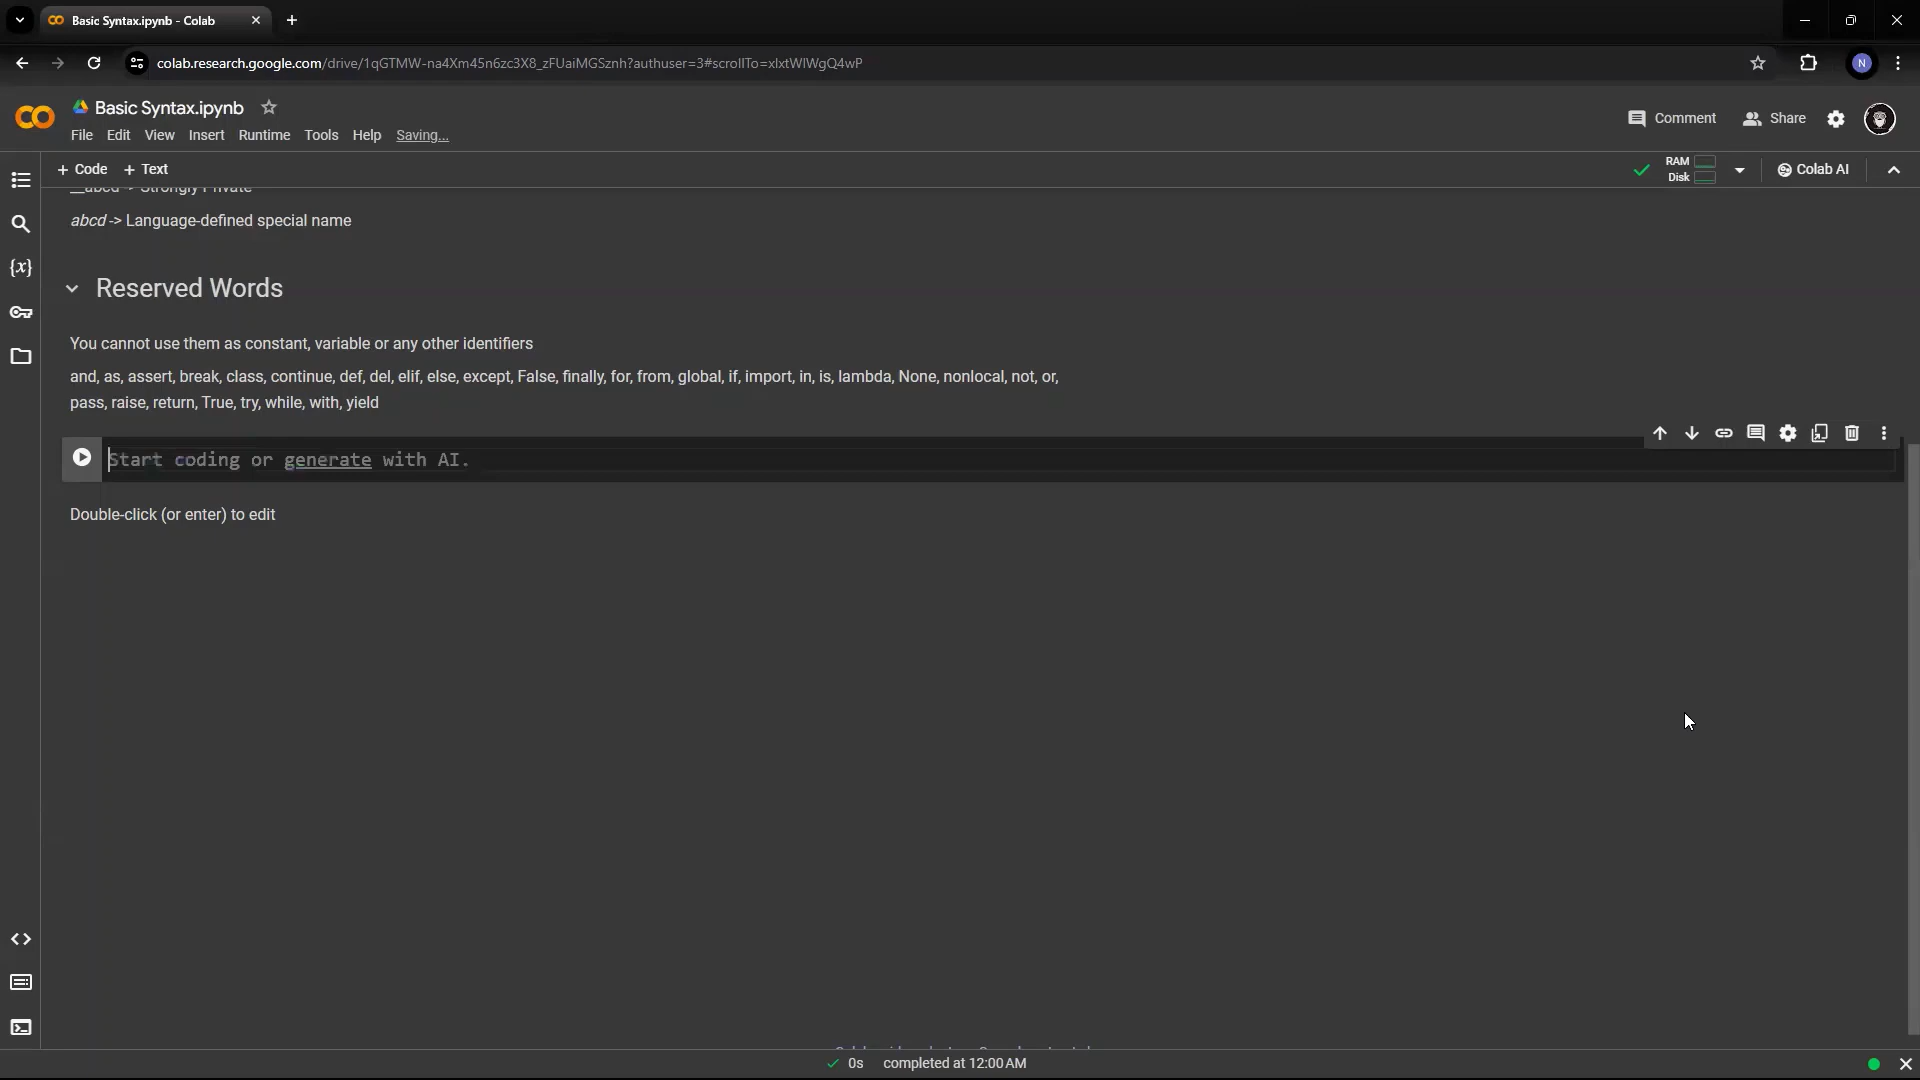 Basic Syntax.ipynb - Colab
colab.research.google.com/drive/1qGTMW-na4Xm45n6zc3X8_zFUaiMGSznh?authuser=3#scrollTo=xlxtWlWgQ4wP
N
Basic Syntax.ipynb
Comment
Share
File Edit View Insert Runtime Tools Help Saving...
+ Code + Text
RAM
Disk
Colab AI
__abcd -> Strongly Private
abcd -> Language-defined special name
Reserved Words
You cannot use them as constant, variable or any other identifiers
and, as, assert, break, class, continue, def, del, elif, else, except, False, finally, for, from, global, if, import, in, is, lambda, None, nonlocal, not, or,
pass, raise, return, True, try, while, with, yield
Start coding or generate with AI.
Double-click (or enter) to edit
0s completed at 12:00 AM